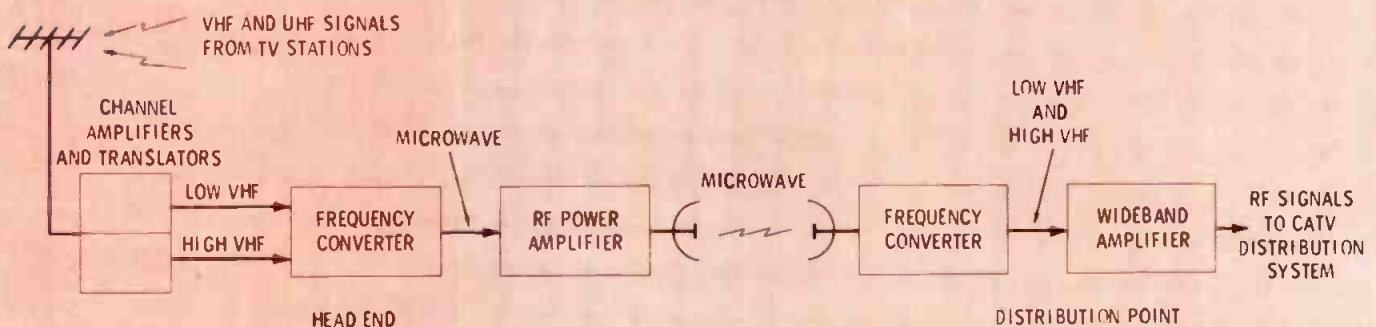 VHF AND UHF SIGNALS
FROM TV STATIONS
CHANNEL
AMPLIFIERS
AND TRANSLATORS
LOW VHF
HIGH VHF
FREQUENCY
CONVERTER
MICROWAVE
RF POWER
AMPLIFIER
MICROWAVE
FREQUENCY
CONVERTER
LOW VHF
AND
HIGH VHF
WIDEBAND
AMPLIFIER
RF SIGNALS
TO CATV
DISTRIBUTION
SYSTEM
HEAD END
DISTRIBUTION POINT